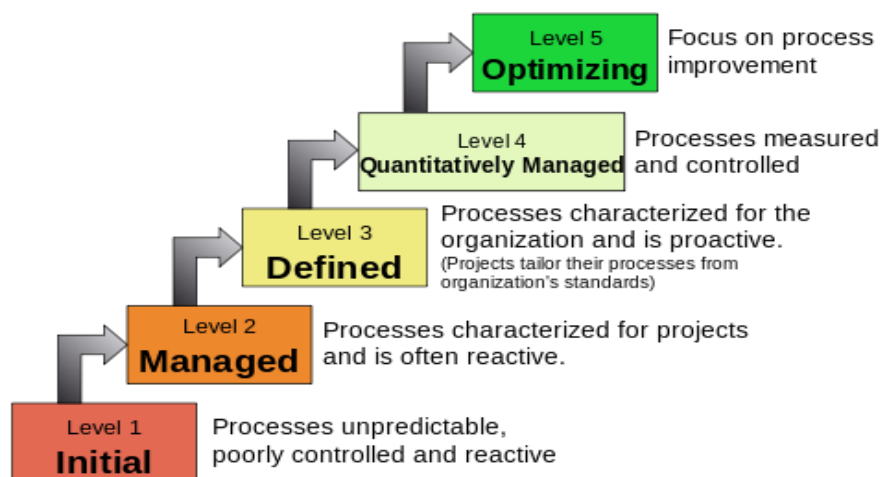 Level 5
Optimizing
Focus on process
improvement
Level 4
Quantitatively Managed
Processes measured
and controlled
Level 3
Defined
Processes characterized for the
organization and is proactive.
(Projects tailor their processes from
organization's standards)
Level 2
Managed
Processes characterized for projects
and is often reactive.
Level 1
Initial
Processes unpredictable,
poorly controlled and reactive